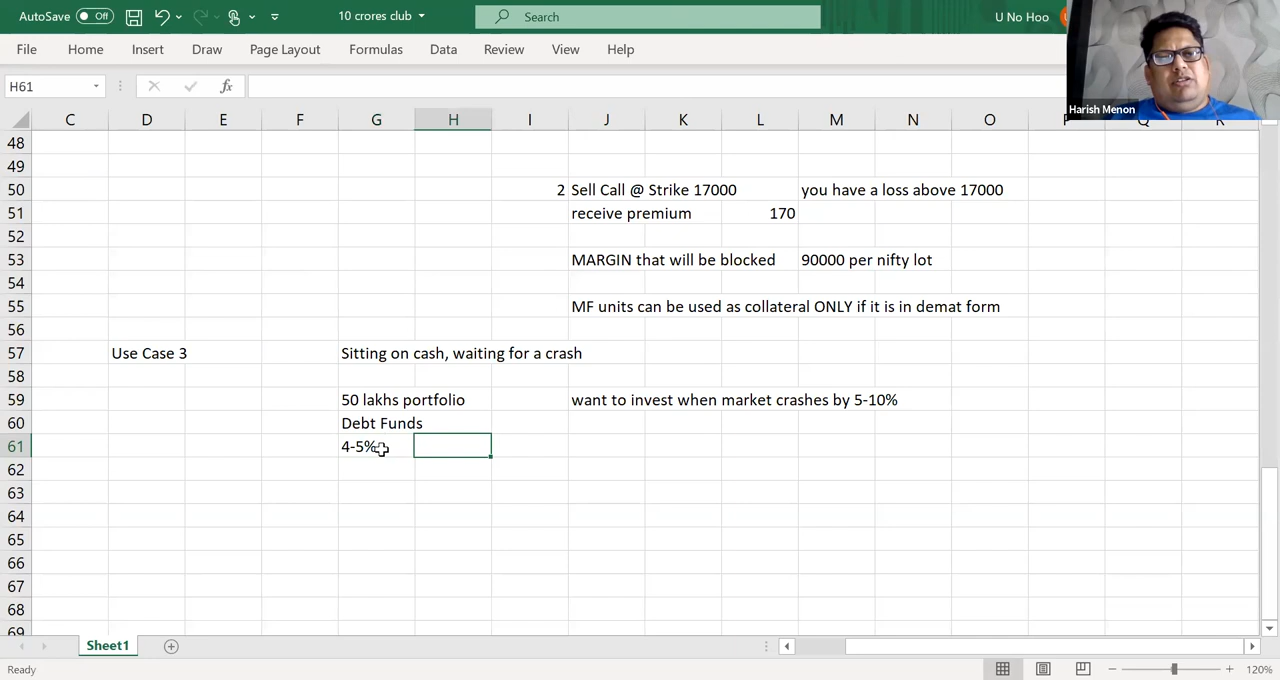 AutoSave Off 10 crores club Search U No Hoo
File Home Insert Draw Page Layout Formulas Data Review View Help
Harish Menon
H61 fx
C D E F G H I J K L M N O
48
49
50 2 Sell Call @ Strike 17000 you have a loss above 17000
51 receive premium 170
52
53 MARGIN that will be blocked 90000 per nifty lot
54
55 MF units can be used as collateral ONLY if it is in demat form
56
57 Use Case 3 Sitting on cash, waiting for a crash
58
59 50 lakhs portfolio want to invest when market crashes by 5-10%
60 Debt Funds
61 4-5%
62
63
64
65
66
67
68
69
Sheet1
Ready 120%